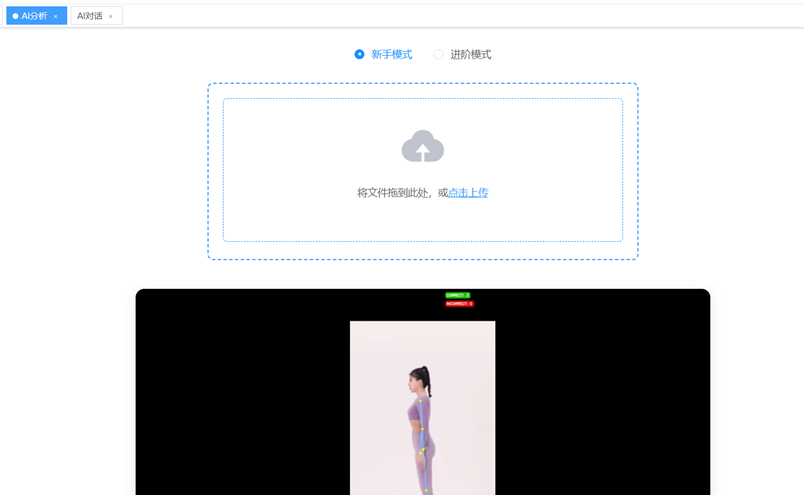 AI分析 ×
AI对话 ×
新手模式
进阶模式
将文件拖到此处，或点击上传
CORRECT: 2
INCORRECT: 0